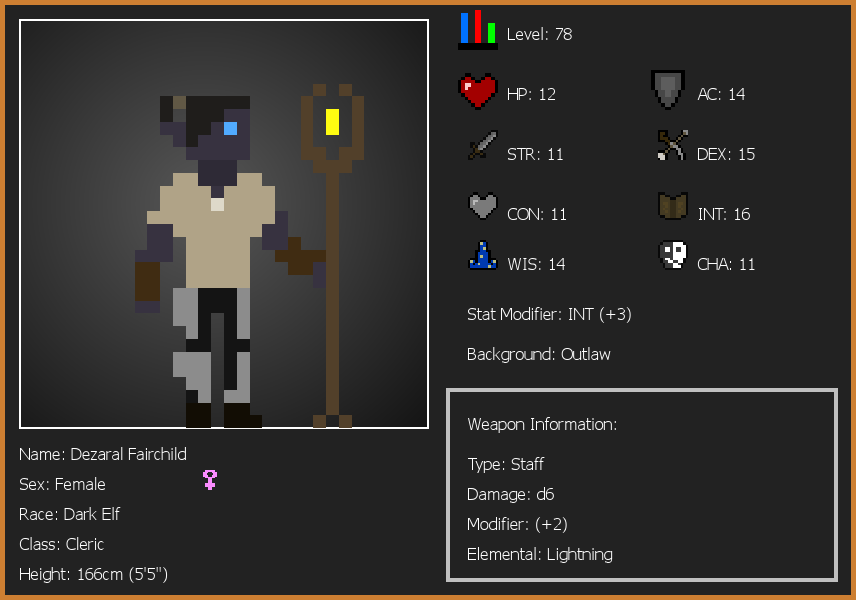 Level: 78
HP: 12
AC: 14
STR: 11
DEX: 15
CON: 11
INT: 16
WIS: 14
CHA: 11
Stat Modifier: INT (+3)
Background: Outlaw
Weapon Information:
Type: Staff
Damage: d6
Modifier: (+2)
Elemental: Lightning
Name: Dezaral Fairchild
Sex: Female
Race: Dark Elf
Class: Cleric
Height: 166cm (5'5")